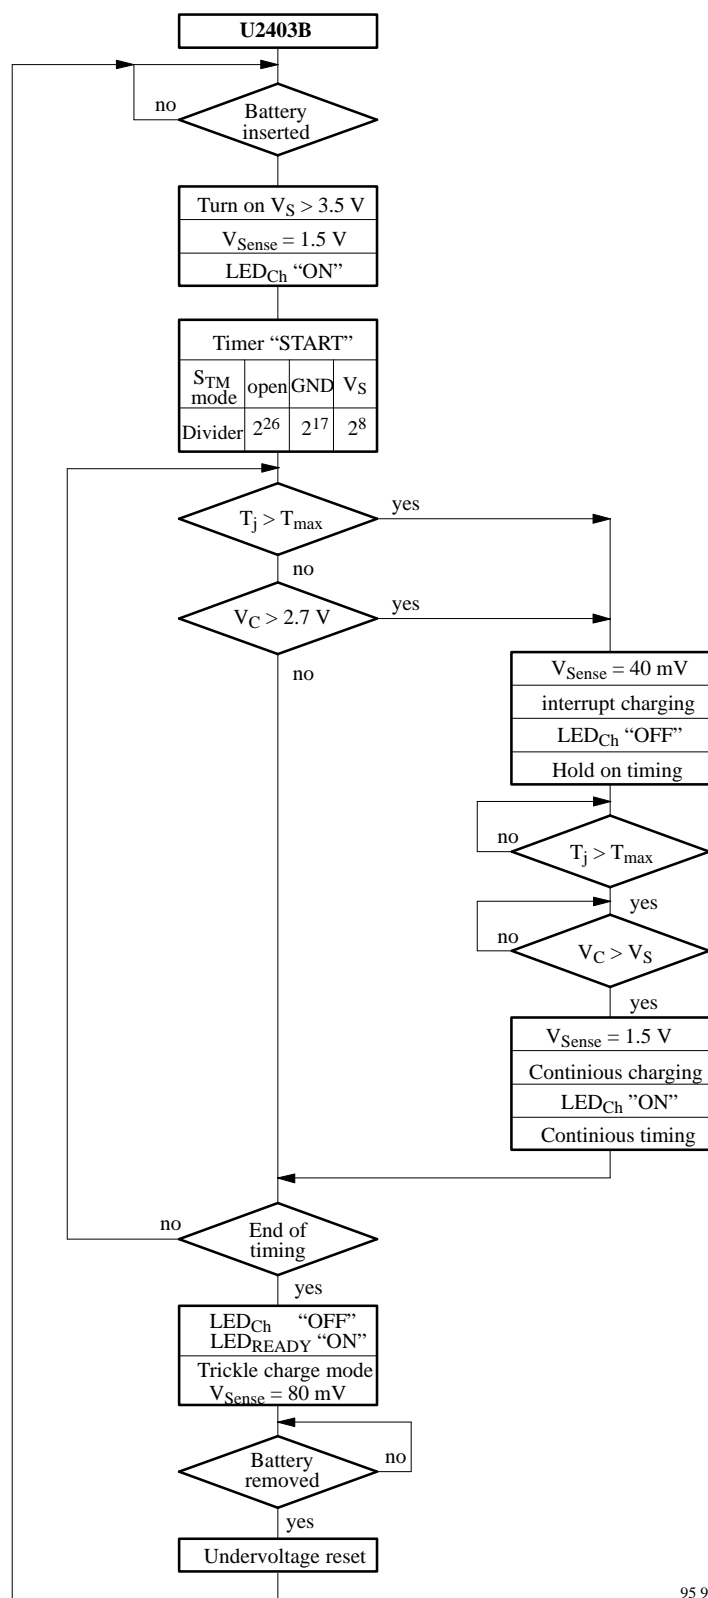 U2403B
no
Battery
inserted
Turn on VS > 3.5 V
VSense = 1.5 V
LEDCh “ON”
Timer “START”
STM mode open GND VS
Divider 2^26 2^17 2^8
Tj > Tmax
yes
no
VC > 2.7 V
yes
no
VSense = 40 mV
interrupt charging
LEDCh “OFF”
Hold on timing
no
Tj > Tmax
yes
no
VC > VS
yes
VSense = 1.5 V
Continious charging
LEDCh ”ON”
Continious timing
no
End of
timing
yes
LEDCh “OFF”
LEDREADY “ON”
Trickle charge mode
VSense = 80 mV
Battery
removed
no
yes
Undervoltage reset
95 9